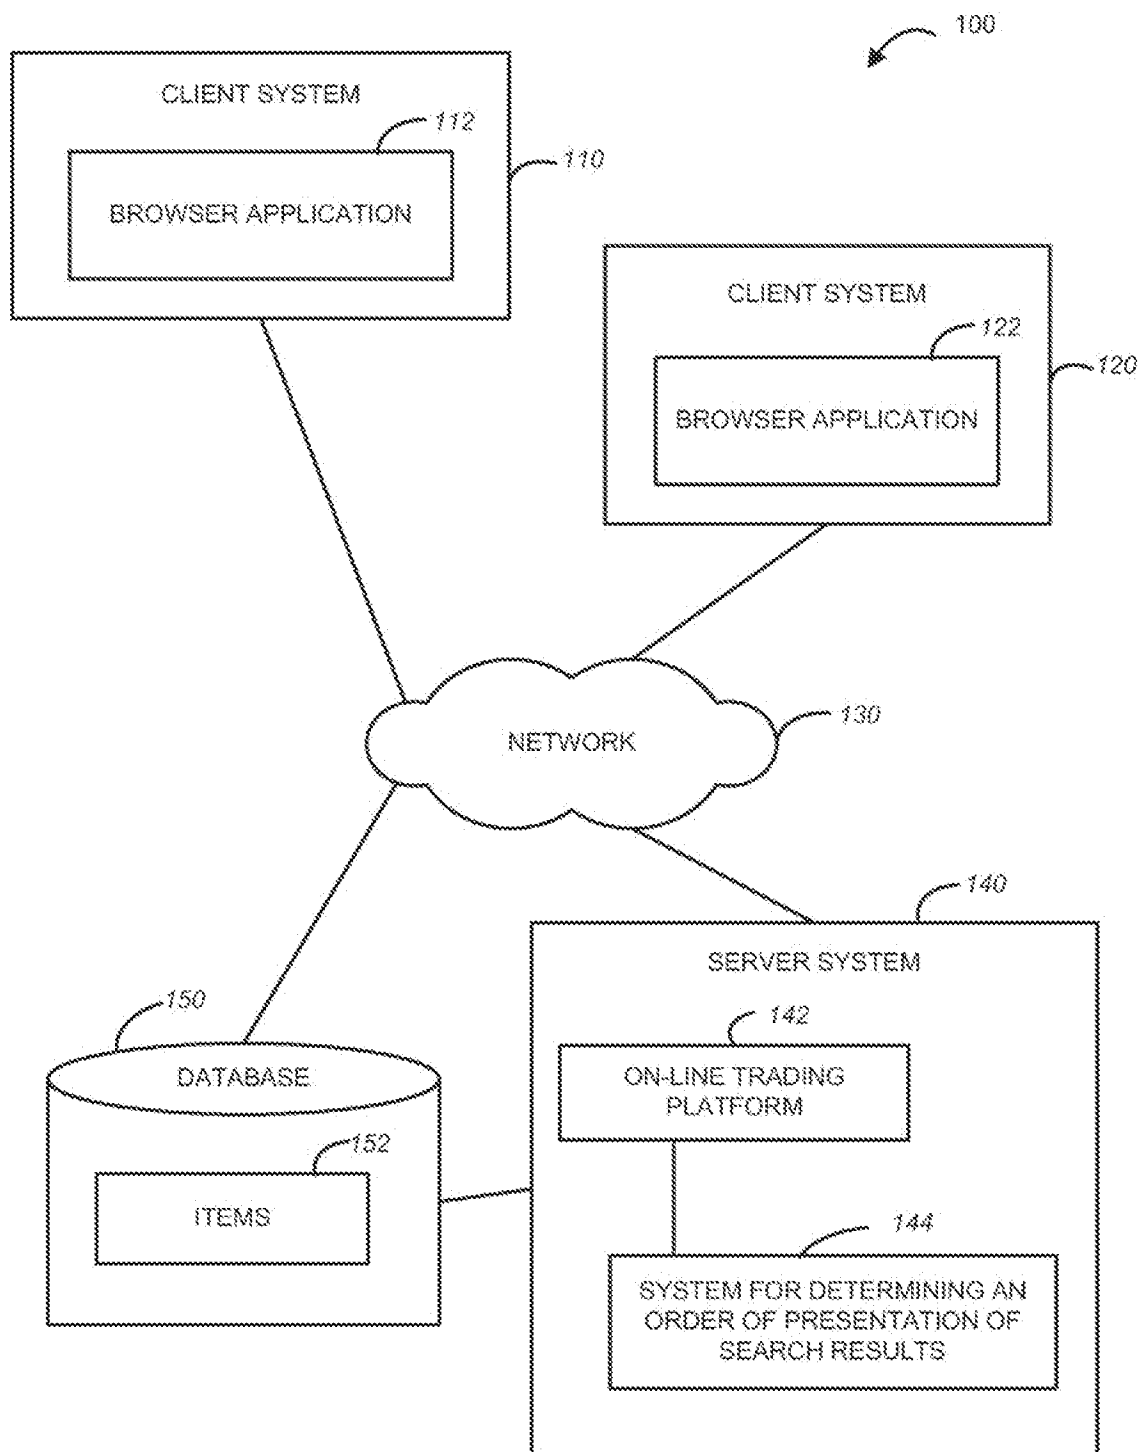 100
CLIENT SYSTEM
112
110
BROWSER APPLICATION
CLIENT SYSTEM
122
120
BROWSER APPLICATION
130
NETWORK
140
SERVER SYSTEM
150
142
DATABASE
ON-LINE TRADING
PLATFORM
152
ITEMS
144
SYSTEM FOR DETERMINING AN
ORDER OF PRESENTATION OF
SEARCH RESULTS